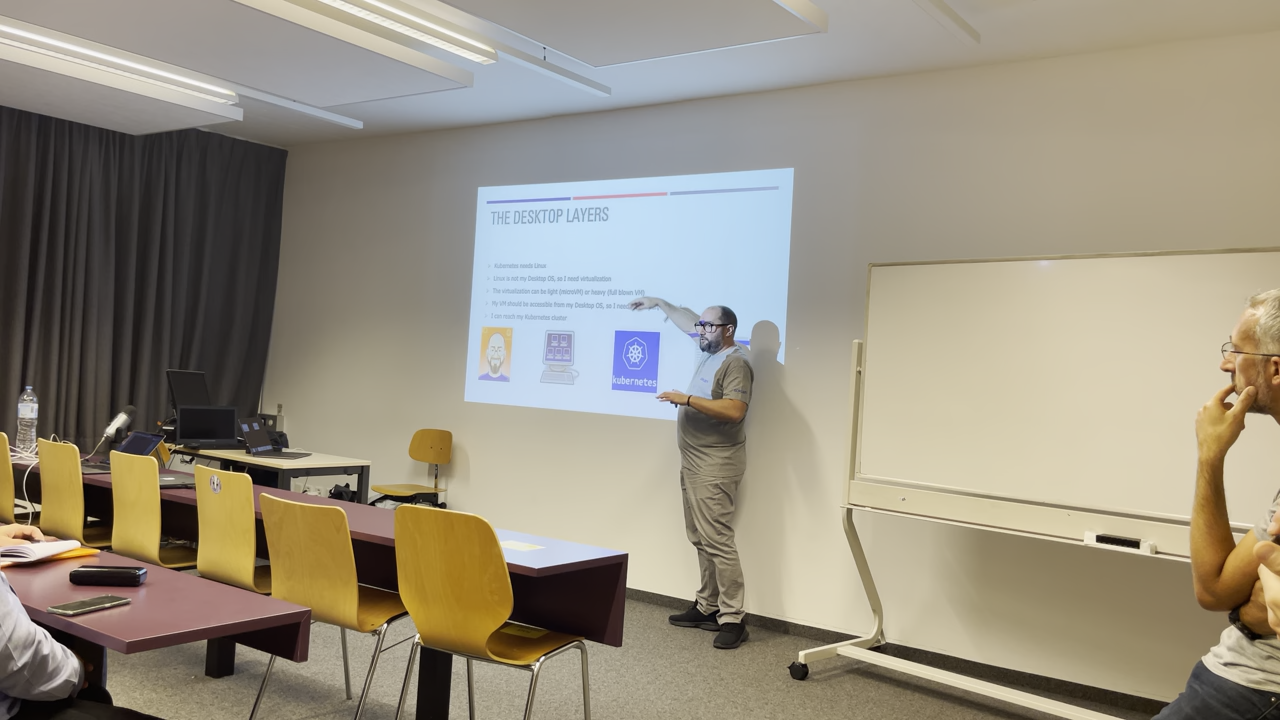 THE DESKTOP LAYERS
Kubernetes needs Linux
Linux is not my Desktop OS, so I need virtualization
The virtualization can be light (microVM) or heavy (full blown VM)
My VM should be accessible from my Desktop OS, so I need
I can reach my Kubernetes cluster
kubernetes